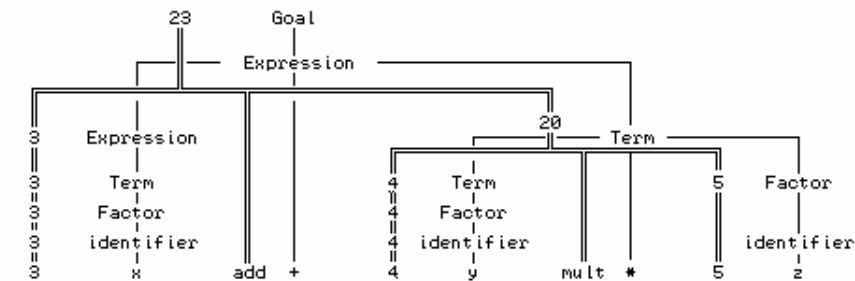 23 Goal
Expression
20
3 Expression Term
3 Term 4 Term 5 Factor
3 Factor 4 Factor
3 identifier 4 identifier identifier
3 x add + 4 y mult * 5 z